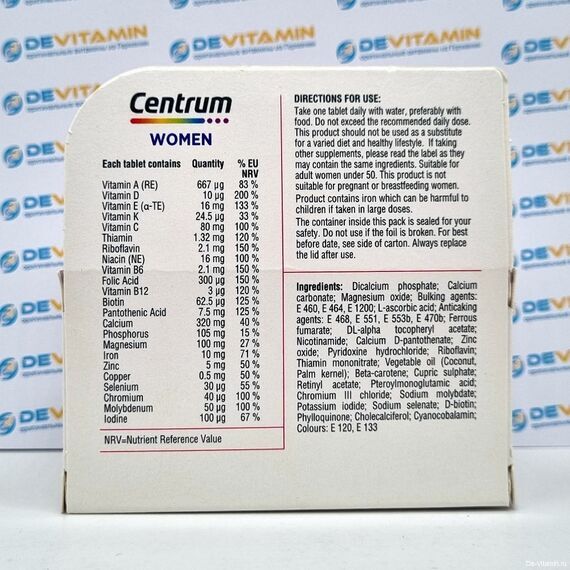 DEVITAMIN
Centrum
WOMEN
Each tablet contains Quantity % EU NRV
Vitamin A (RE) 667 µg 83 %
Vitamin D 10 µg 200 %
Vitamin E (α-TE) 16 mg 133 %
Vitamin K 24.5 µg 33 %
Vitamin C 80 mg 100 %
Thiamin 1.32 mg 120 %
Riboflavin 2.1 mg 150 %
Niacin (NE) 16 mg 100 %
Vitamin B6 2.1 mg 150 %
Folic Acid 300 µg 150 %
Vitamin B12 3 µg 120 %
Biotin 62.5 µg 125 %
Pantothenic Acid 7.5 mg 125 %
Calcium 320 mg 40 %
Phosphorus 105 mg 15 %
Magnesium 100 mg 27 %
Iron 10 mg 71 %
Zinc 5 mg 50 %
Copper 0.5 mg 50 %
Selenium 30 µg 55 %
Chromium 40 µg 100 %
Molybdenum 50 µg 100 %
Iodine 100 µg 67 %
NRV=Nutrient Reference Value
DIRECTIONS FOR USE:
Take one tablet daily with water, preferably with
food. Do not exceed the recommended daily dose.
This product should not be used as a substitute
for a varied diet and healthy lifestyle. If taking
other supplements, please read the label as they
may contain the same ingredients. Suitable for
adult women under 50. This product is not
suitable for pregnant or breastfeeding women.
Product contains iron which can be harmful to
children if taken in large doses.
The container inside this pack is sealed for your
safety. Do not use if the foil is broken. For best
before date, see side of carton. Always replace
the lid after use.
Ingredients: Dicalcium phosphate; Calcium
carbonate; Magnesium oxide; Bulking agents:
E 460, E 464, E 1200; L-ascorbic acid; Anticaking
agents: E 468, E 551, E 553b, E 470b; Ferrous
fumarate; DL-alpha tocopheryl acetate;
Nicotinamide; Calcium D-pantothenate; Zinc
oxide; Pyridoxine hydrochloride; Riboflavin;
Thiamin mononitrate; Vegetable oil (Coconut,
Palm kernel); Beta-carotene; Cupric sulphate;
Retinyl acetate; Pteroylmonoglutamic acid;
Chromium III chloride; Sodium molybdate;
Potassium iodide; Sodium selenate; D-biotin;
Phylloquinone; Cholecalciferol; Cyanocobalamin;
Colours: E 120, E 133
De-Vitamin.ru